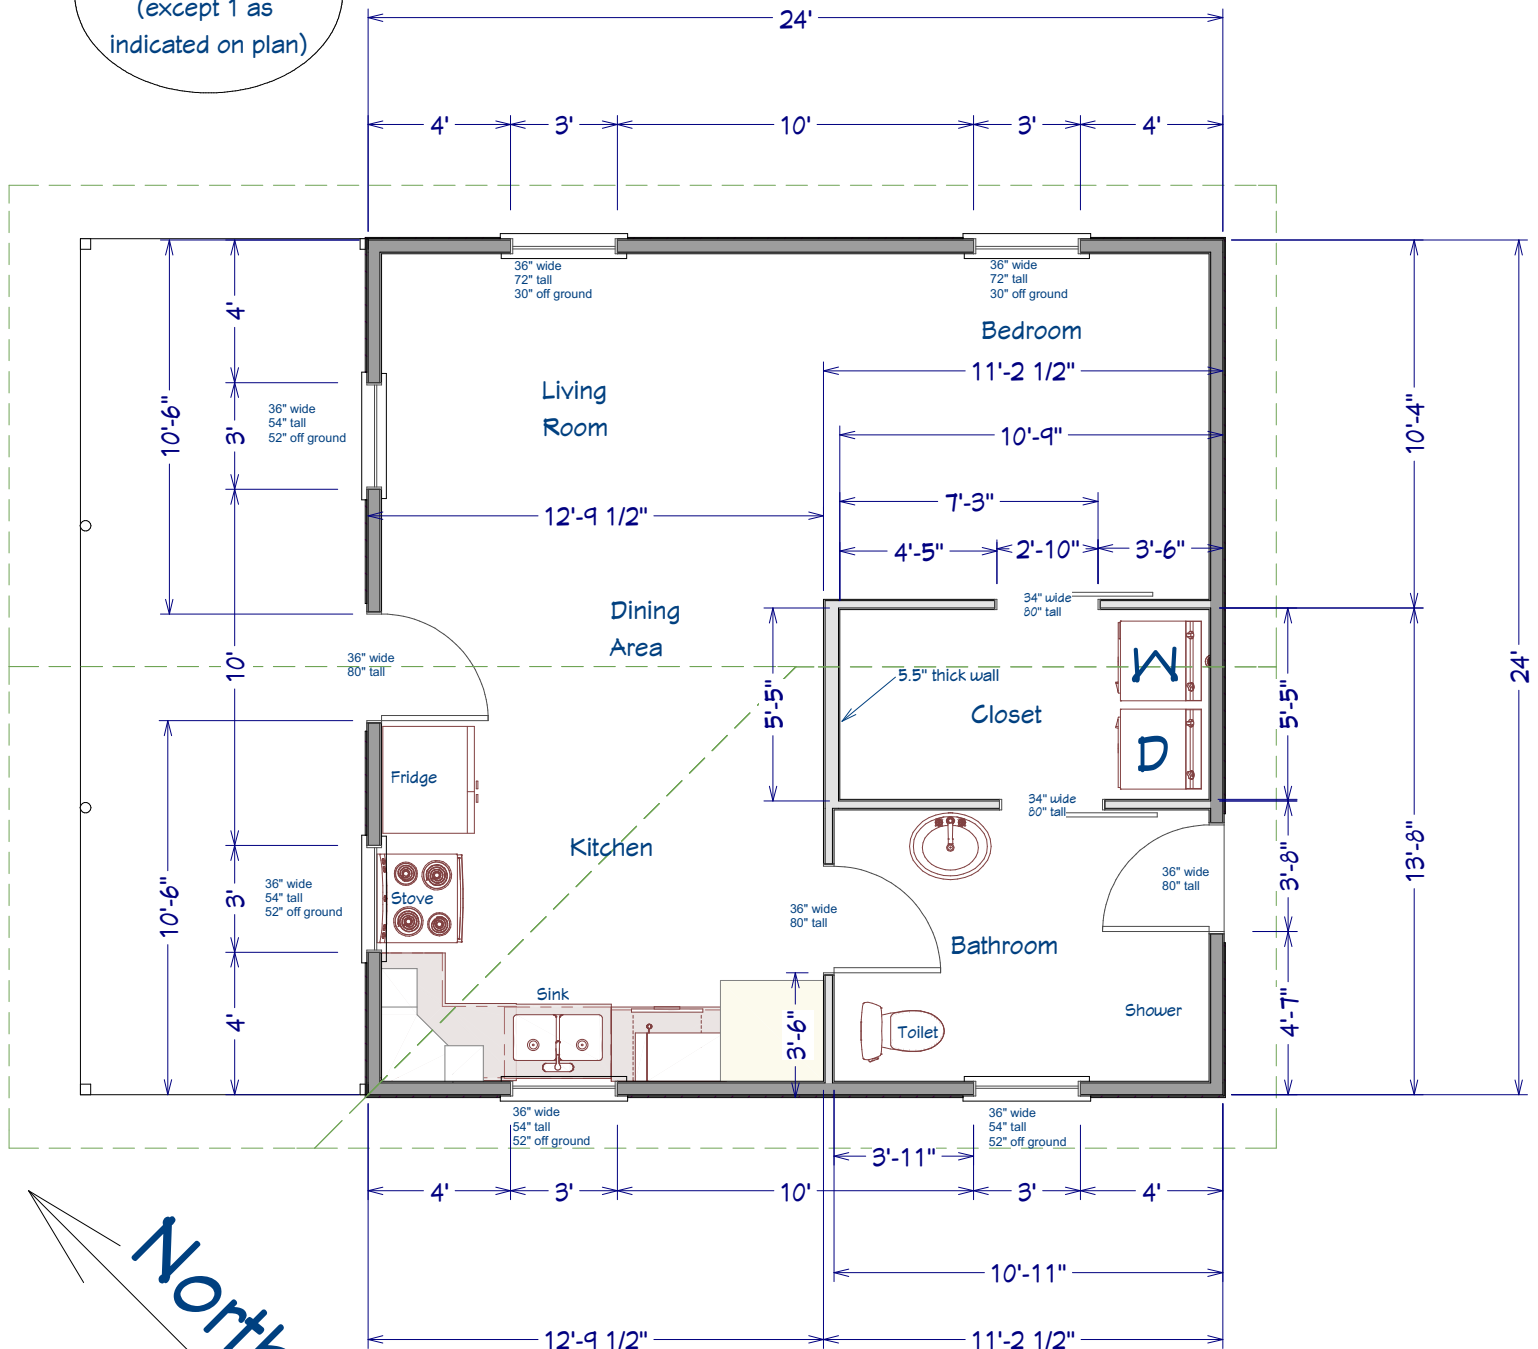 (except 1 as
indicated on plan)
24'
4'
3'
10'
3'
4'
36" wide
72" tall
30" off ground
36" wide
72" tall
30" off ground
Bedroom
11'-2 1/2"
4'
Living
Room
36" wide
54" tall
52" off ground
10'-6"
3'
10'-9"
10'-4"
7'-3"
12'-9 1/2"
4'-5"
2'-10"
3'-6"
Dining
Area
34" wide
80" tall
36" wide
80" tall
10'
24'
5.5" thick wall
W
5'-5"
5'-5"
Closet
D
Fridge
34" wide
80" tall
Kitchen
13'-8"
36" wide
54" tall
52" off ground
Stove
10'-6"
3'
36" wide
80" tall
3'-8"
36" wide
80" tall
Bathroom
Sink
Shower
4'-7"
4'
3'-6"
Toilet
36" wide
54" tall
52" off ground
36" wide
54" tall
52" off ground
3'-11"
4'
3'
10'
3'
4'
North
10'-11"
12'-9 1/2"
11'-2 1/2"